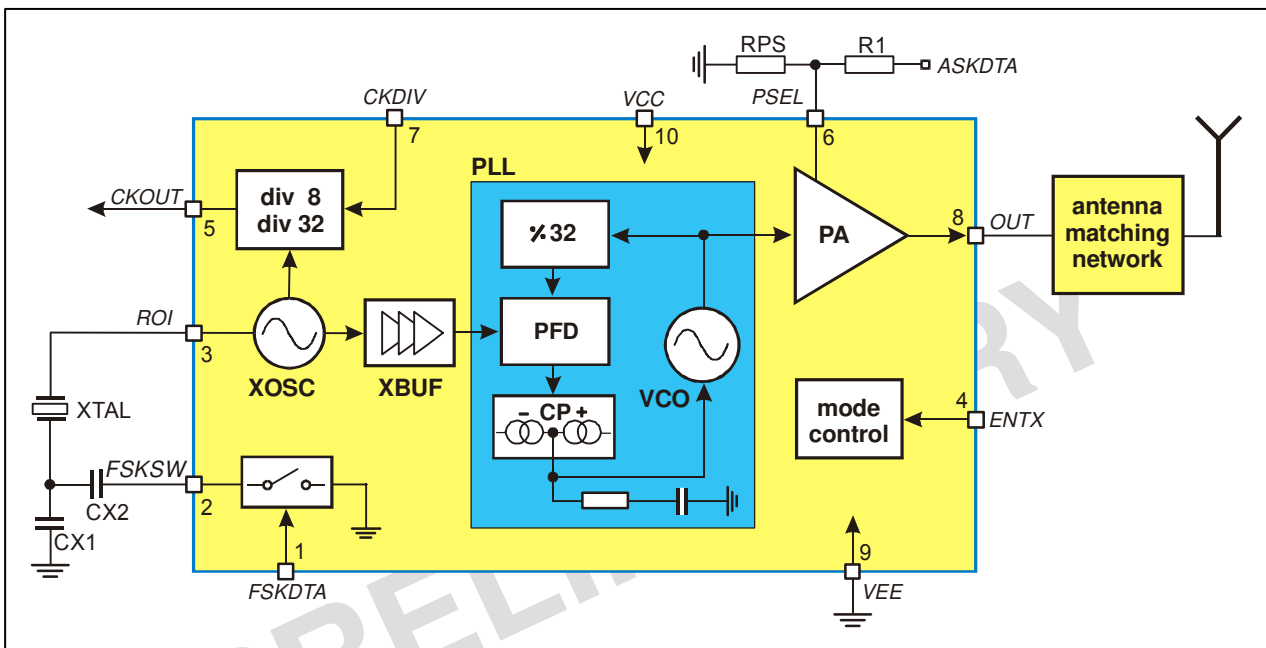 RPS
R1
ASKDTA
CKDIV
VCC
PSEL
7
10
6
PLL
CKOUT
5
div 8
div 32
٪ 32
PA
8
OUT
antenna
matching
network
ROI
3
XOSC
XBUF
PFD
VCO
XTAL
- CP +
mode
control
4
ENTX
FSKSW
2
CX2
CX1
1
FSKDTA
9
VEE
PRELIMINARY